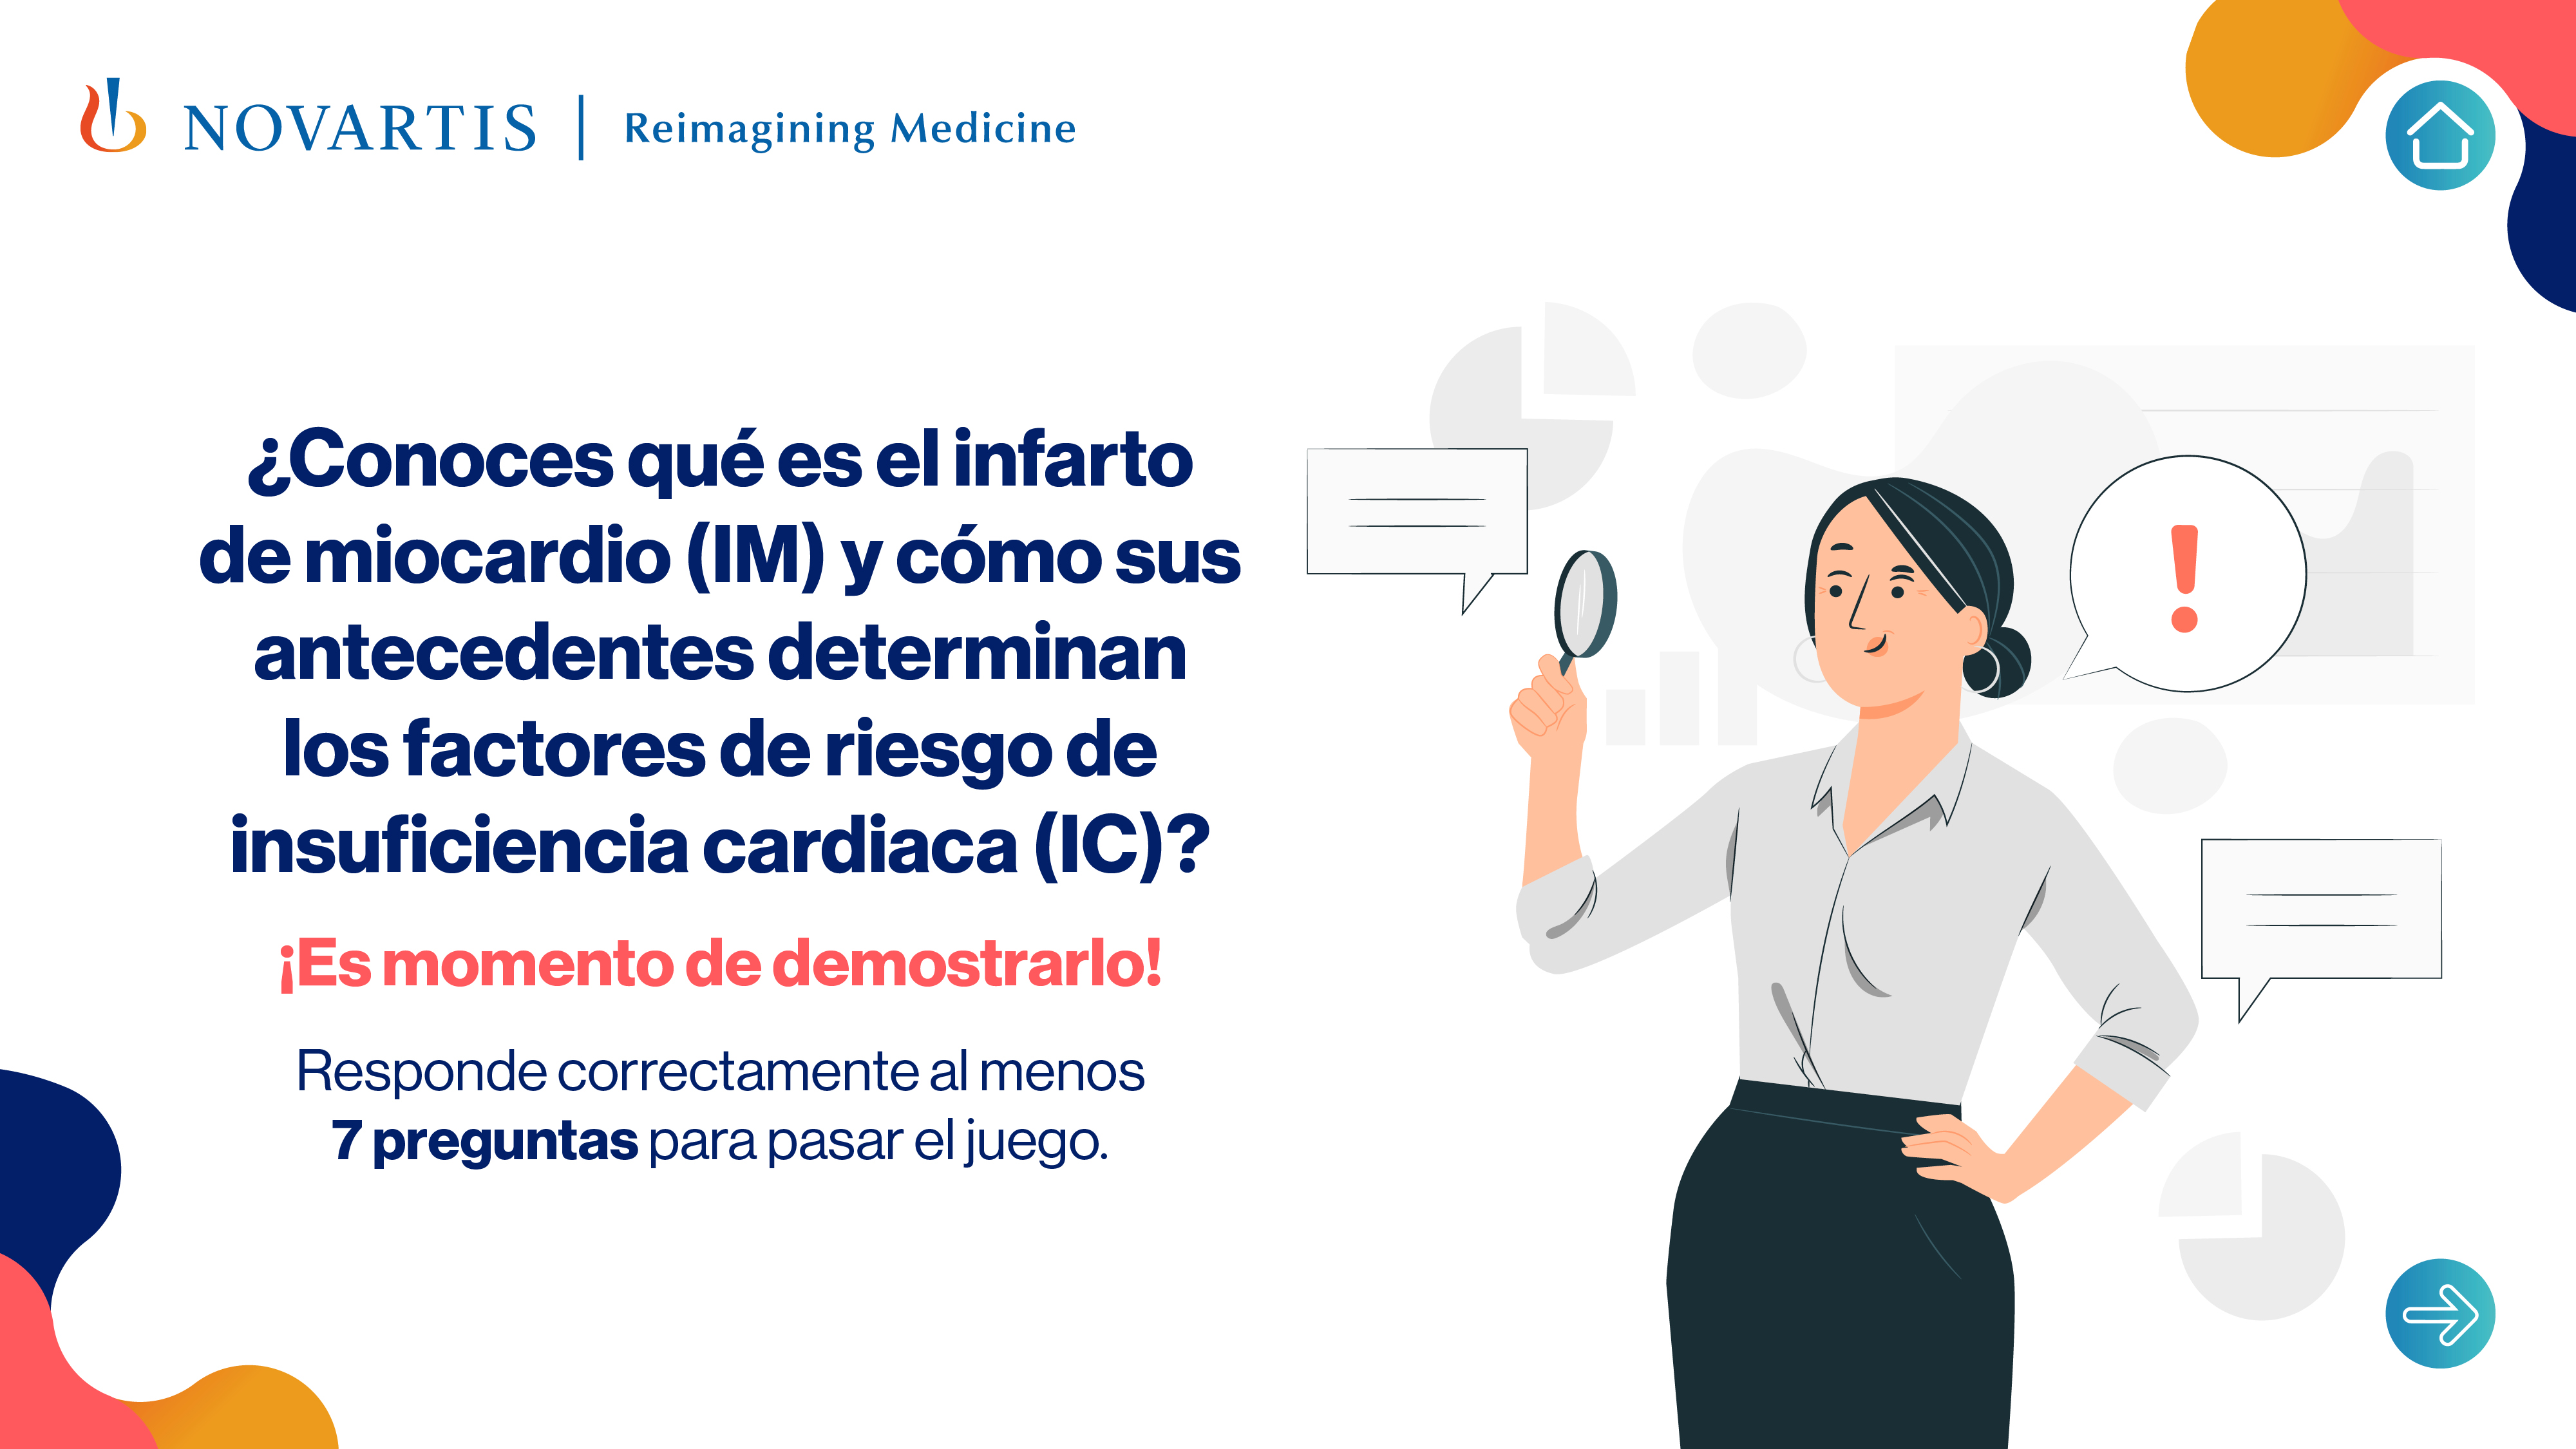 NOVARTIS | Reimagining Medicine
¿Conoces qué es el infarto
de miocardio (IM) y cómo sus
antecedentes determinan
los factores de riesgo de
insuficiencia cardiaca (IC)?
¡Es momento de demostrarlo!
Responde correctamente al menos
7 preguntas para pasar el juego.
!